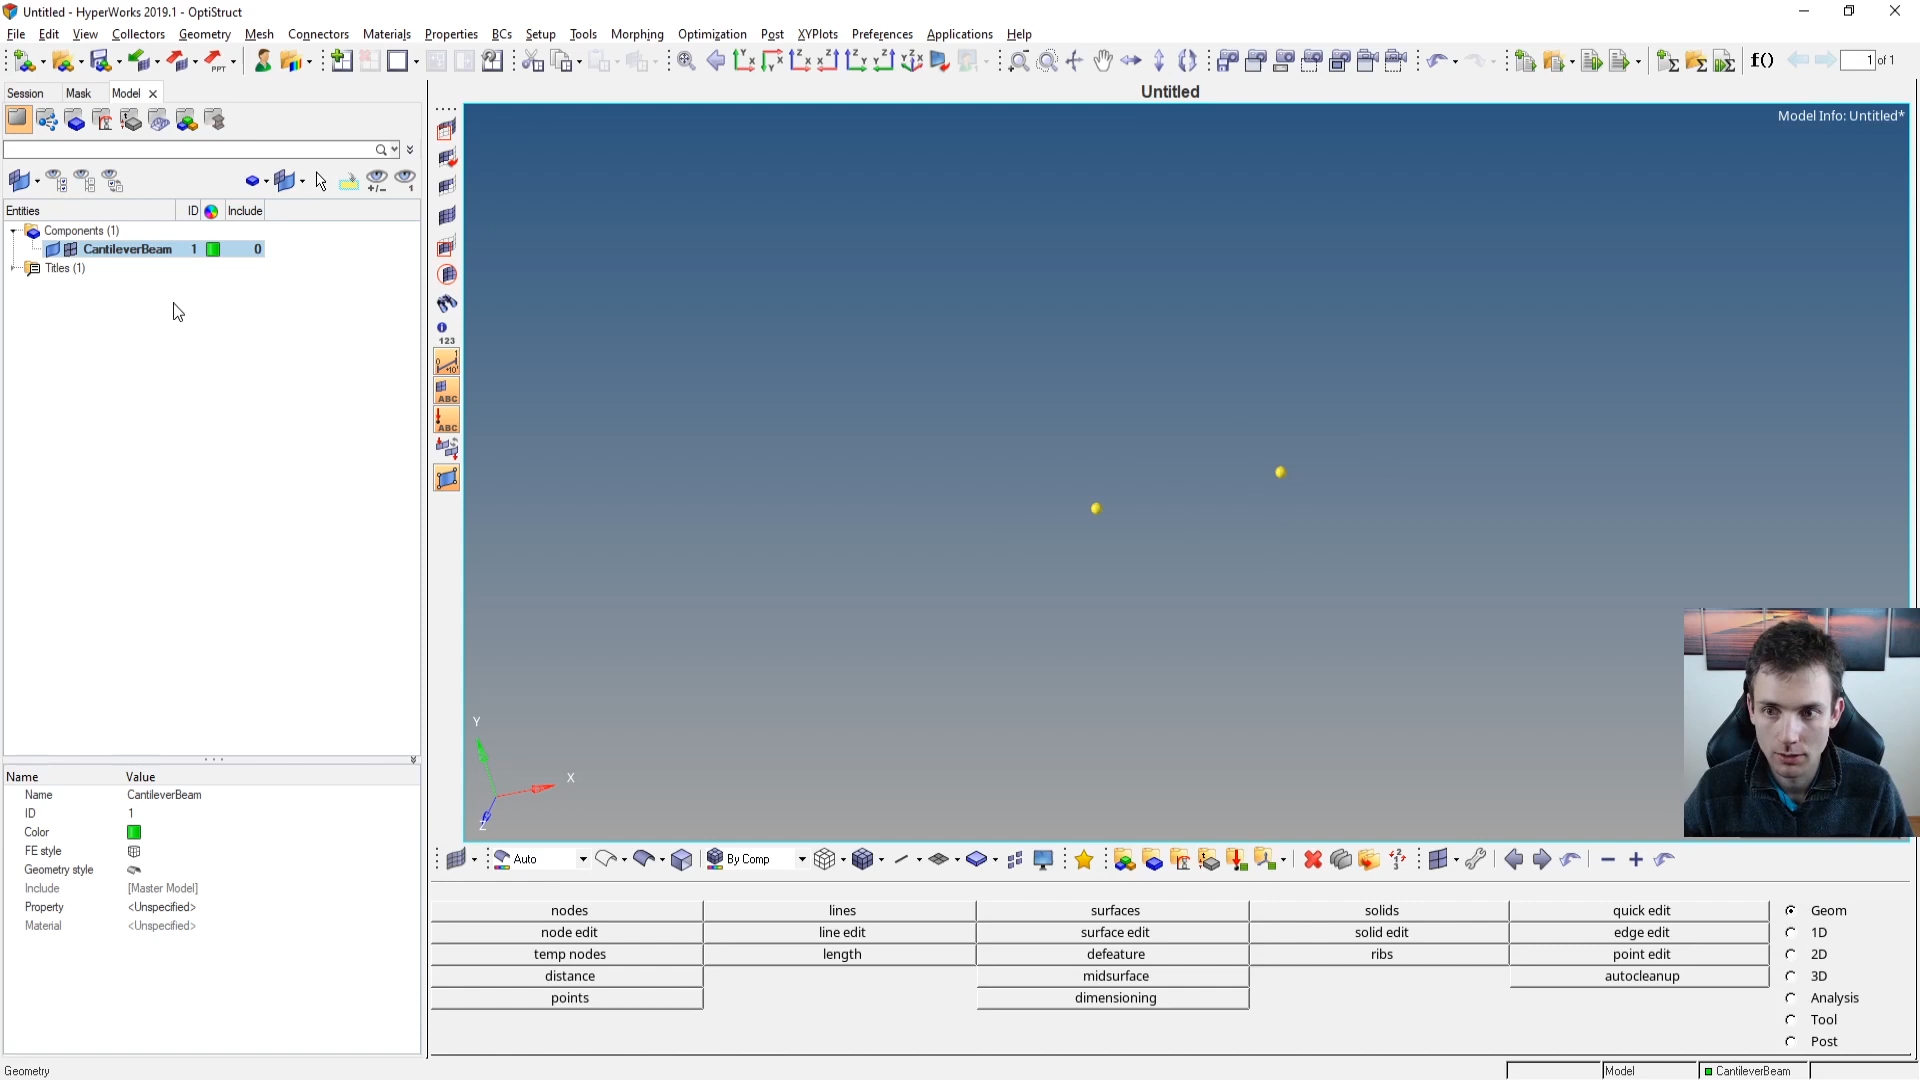 Untitled - HyperWorks 2019.1 - OptiStruct
File Edit View Collectors Geometry Mesh Connectors Materials Properties BCs Setup Tools Morphing Optimization Post XYPlots Preferences Applications Help
1 of 1
Session Mask Model
Untitled
Model Info: Untitled*
Entities ID Include
Components (1)
CantileverBeam 1 0
Titles (1)
123
ABC
ABC
Y
X
Z
Name Value
Name CantileverBeam
ID 1
Color
FE style
Geometry style
Include [Master Model]
Property <Unspecified>
Material <Unspecified>
Auto By Comp
nodes lines surfaces solids quick edit Geom
node edit line edit surface edit solid edit edge edit 1D
temp nodes length defeature ribs point edit 2D
distance midsurface autocleanup 3D
points dimensioning Analysis
Tool
Post
Geometry Model CantileverBeam